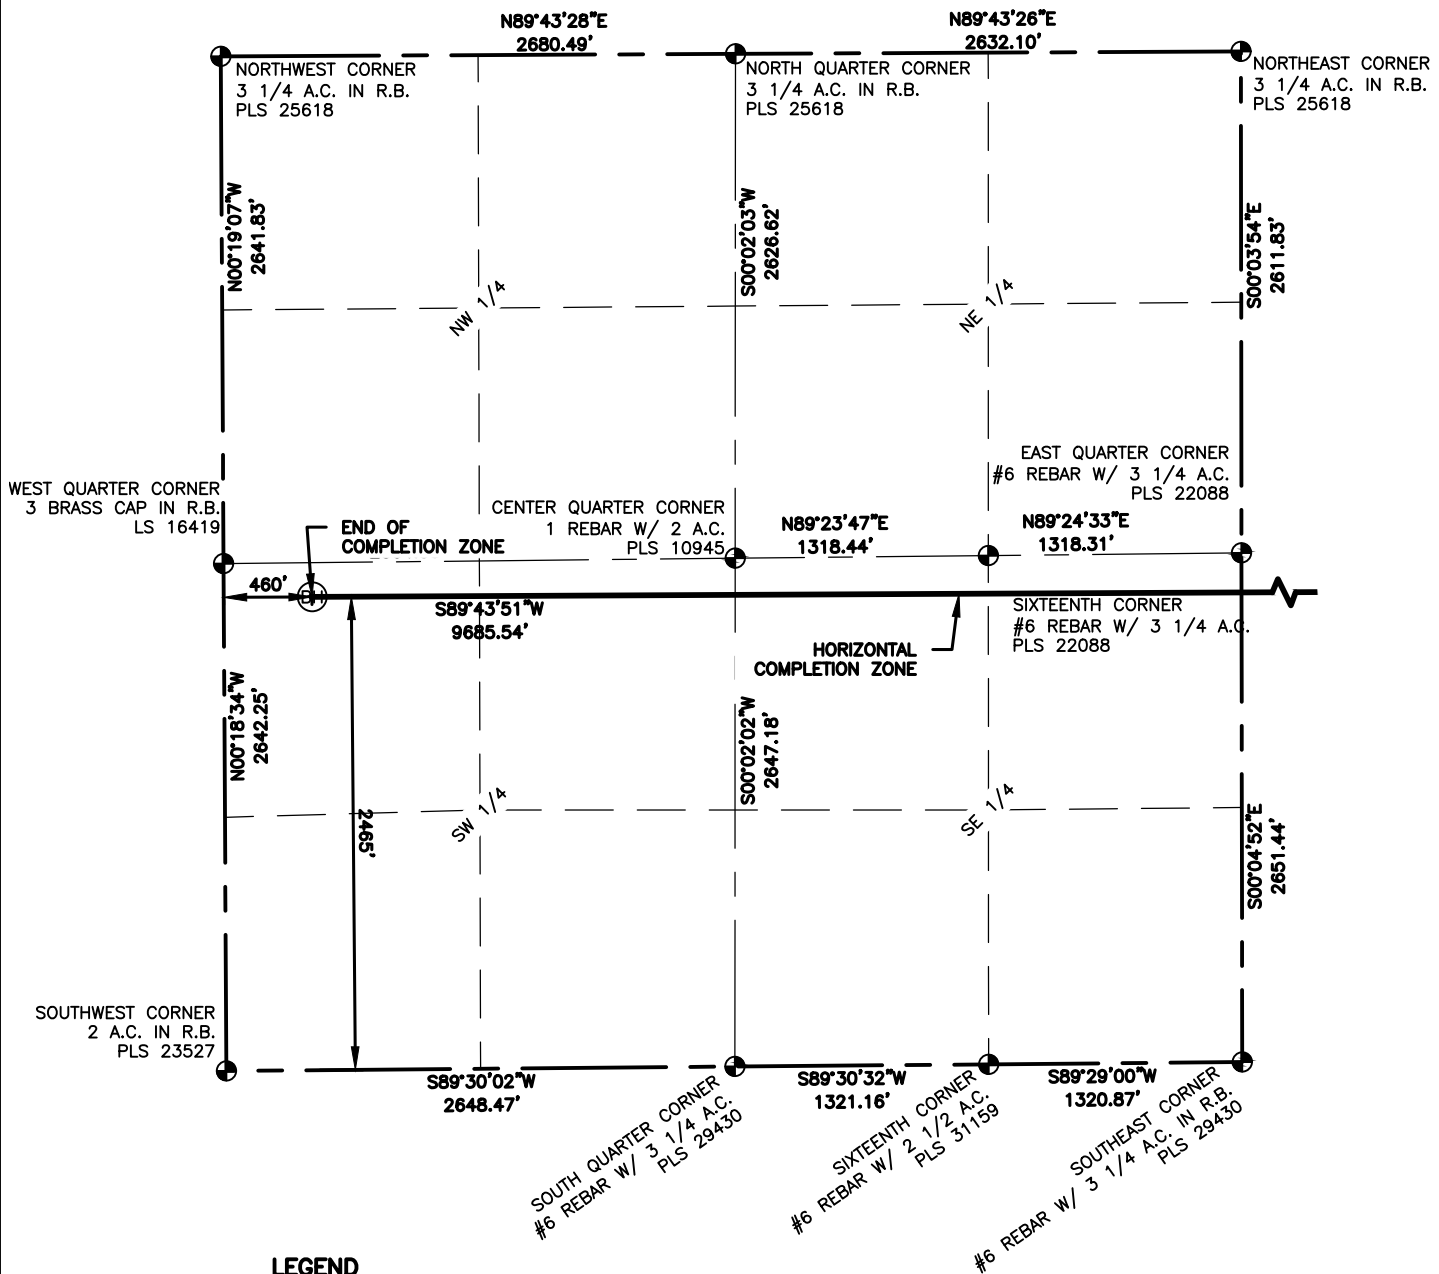 N89°43'28"E
2680.49'
N89°43'26"E
2632.10'
NORTHWEST CORNER
3 1/4 A.C. IN R.B.
PLS 25618
NORTH QUARTER CORNER
3 1/4 A.C. IN R.B.
PLS 25618
NORTHEAST CORNER
3 1/4 A.C. IN R.B.
PLS 25618
N00°19'07"W
2641.83'
S00°02'03"W
2626.62'
S00°03'54"E
2611.83'
NW 1/4
NE 1/4
WEST QUARTER CORNER
3 BRASS CAP IN R.B.
LS 16419
END OF
COMPLETION ZONE
CENTER QUARTER CORNER
1 REBAR W/ 2 A.C.
PLS 10945
N89°23'47"E
1318.44'
EAST QUARTER CORNER
#6 REBAR W/ 3 1/4 A.C.
PLS 22088
N89°24'33"E
1318.31'
460'
BH
S89°43'51"W
9685.54'
HORIZONTAL
COMPLETION ZONE
SIXTEENTH CORNER
#6 REBAR W/ 3 1/4 A.C.
PLS 22088
N00°18'34"W
2642.25'
2465'
S00°02'02"W
2647.18'
S00°04'52"E
2651.44'
SW 1/4
SE 1/4
SOUTHWEST CORNER
2 A.C. IN R.B.
PLS 23527
S89°30'02"W
2648.47'
S89°30'32"W
1321.16'
S89°29'00"W
1320.87'
SOUTH QUARTER CORNER
#6 REBAR W/ 3 1/4 A.C.
PLS 29430
SIXTEENTH CORNER
#6 REBAR W/ 2 1/2 A.C.
PLS 31159
SOUTHEAST CORNER
#6 REBAR W/ 3 1/4 A.C. IN R.B.
PLS 29430
LEGEND